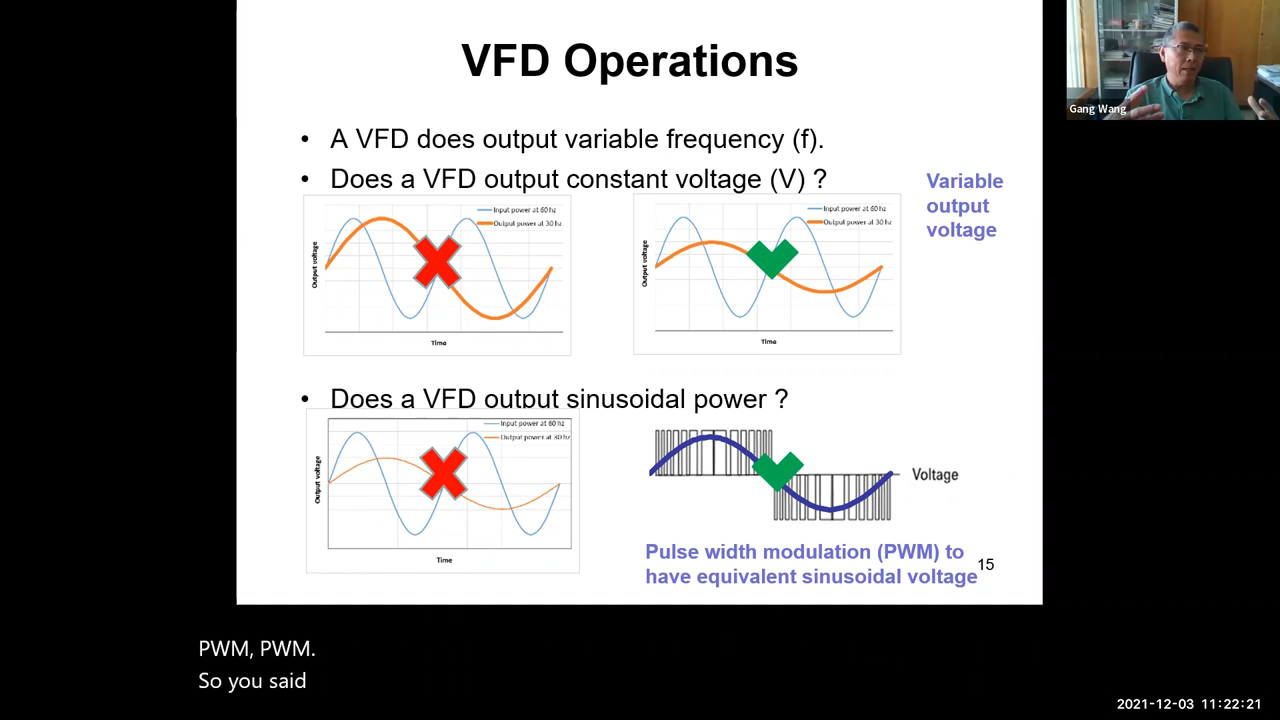 VFD Operations
• A VFD does output variable frequency (f).
• Does a VFD output constant voltage (V) ?
Variable
output
voltage
Input power at 60 hz
Output power at 30 hz
Output voltage
Time
Input power at 60 hz
Output power at 30 hz
Output voltage
Time
• Does a VFD output sinusoidal power ?
Input power at 60 hz
Output power at 30 hz
Output voltage
Time
Voltage
Pulse width modulation (PWM) to
have equivalent sinusoidal voltage
15
Gang Wang
PWM, PWM.
So you said
2021-12-03 11:22:21